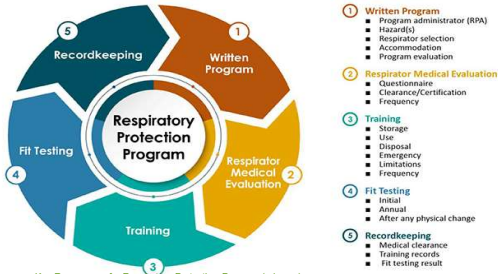 5
1
Recordkeeping
Written
Program
Respiratory
Protection
Program
Fit Testing
Respirator
Medical
Evaluation
4
2
Training
3
1 Written Program
■ Program administrator (RPA)
■ Hazard(s)
■ Respirator selection
■ Accommodation
■ Program evaluation
2 Respirator Medical Evaluation
■ Questionnaire
■ Clearance/Certification
■ Frequency
3 Training
■ Storage
■ Use
■ Disposal
■ Emergency
■ Limitations
■ Frequency
4 Fit Testing
■ Initial
■ Annual
■ After any physical change
5 Recordkeeping
■ Medical clearance
■ Training records
■ Fit testing result